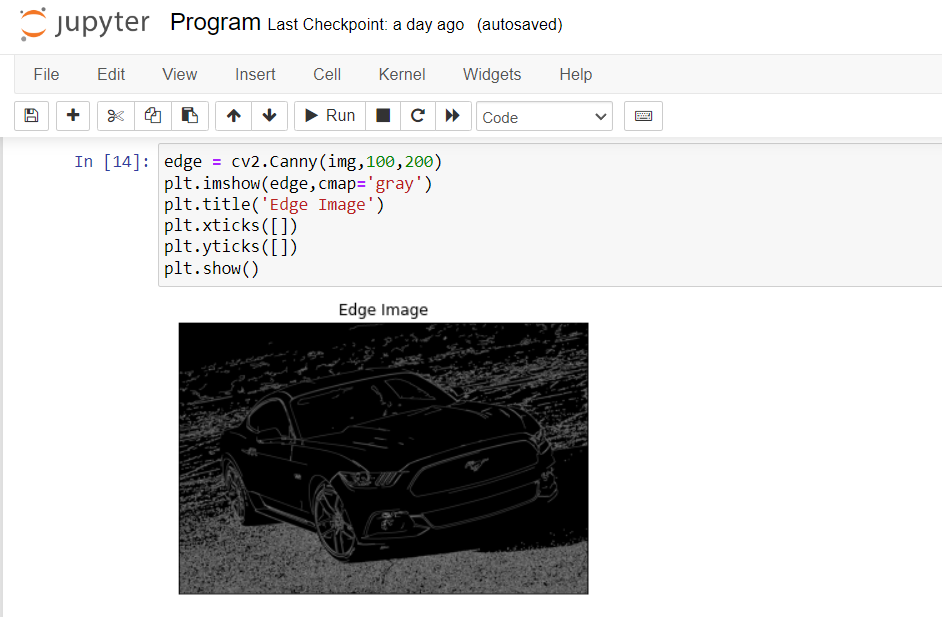 jupyter Program Last Checkpoint: a day ago (autosaved)
File Edit View Insert Cell Kernel Widgets Help
Run Code
In [14]: edge = cv2.Canny(img,100,200)
plt.imshow(edge,cmap='gray')
plt.title('Edge Image')
plt.xticks([])
plt.yticks([])
plt.show()
Edge Image